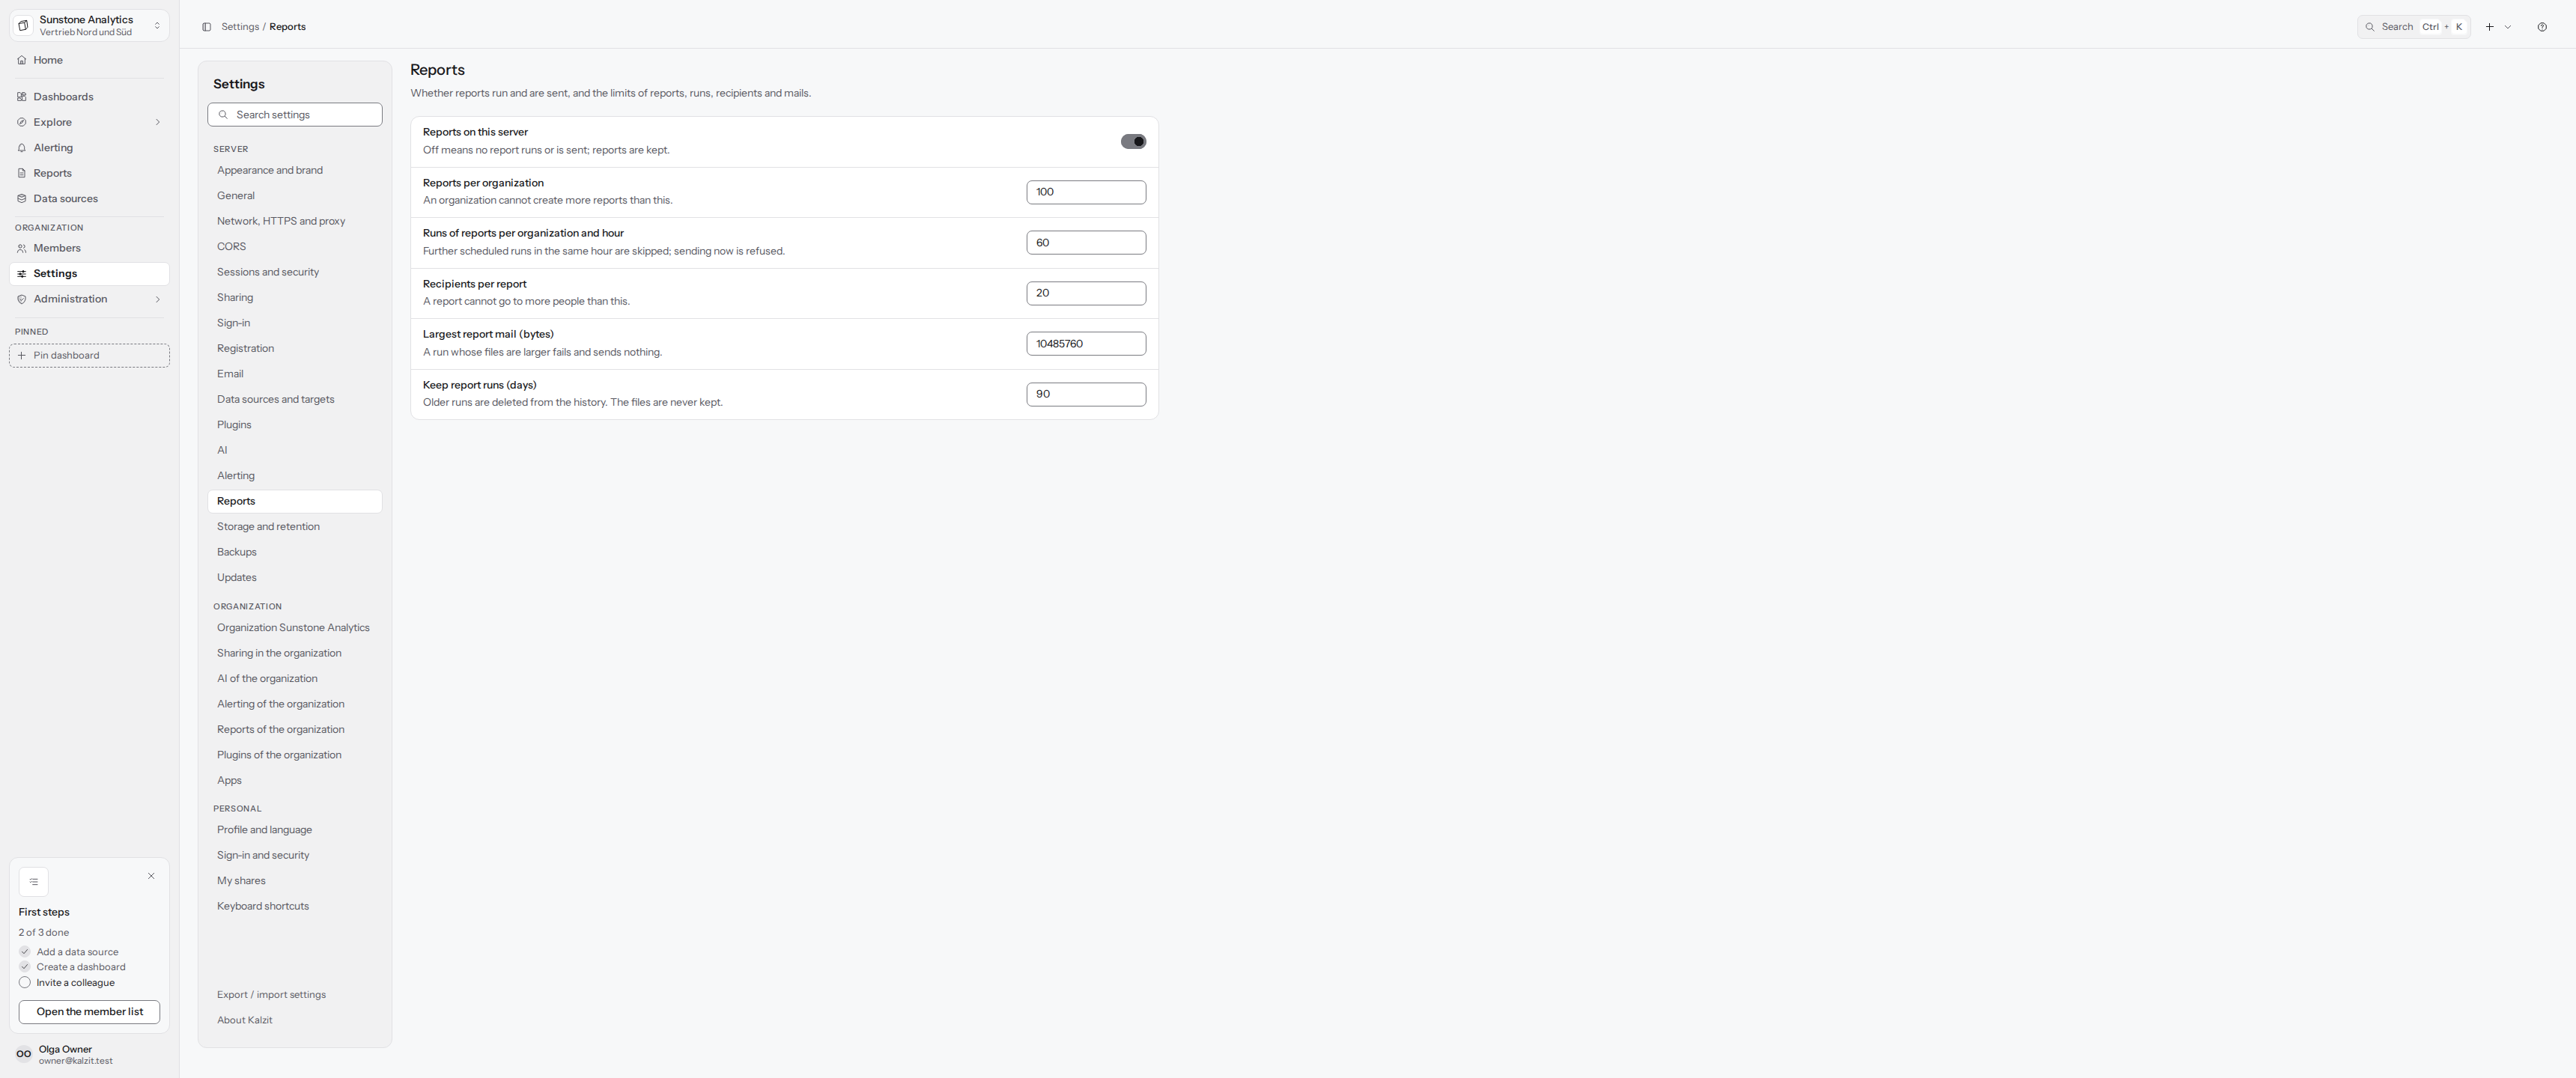 Sunstone Analytics
Vertrieb Nord und Süd
Home
Dashboards
Explore
Alerting
Reports
Data sources
ORGANIZATION
Members
Settings
Administration
PINNED
Pin dashboard
First steps
2 of 3 done
Add a data source
Create a dashboard
Invite a colleague
Open the member list
OO
Olga Owner
owner@kalzit.test
Settings / Reports
Search Ctrl + K
Settings
Search settings
SERVER
Appearance and brand
General
Network, HTTPS and proxy
CORS
Sessions and security
Sharing
Sign-in
Registration
Email
Data sources and targets
Plugins
AI
Alerting
Reports
Storage and retention
Backups
Updates
ORGANIZATION
Organization Sunstone Analytics
Sharing in the organization
AI of the organization
Alerting of the organization
Reports of the organization
Plugins of the organization
Apps
PERSONAL
Profile and language
Sign-in and security
My shares
Keyboard shortcuts
Export / import settings
About Kalzit
Reports
Whether reports run and are sent, and the limits of reports, runs, recipients and mails.
Reports on this server
Off means no report runs or is sent; reports are kept.
Reports per organization
An organization cannot create more reports than this.
100
Runs of reports per organization and hour
Further scheduled runs in the same hour are skipped; sending now is refused.
60
Recipients per report
A report cannot go to more people than this.
20
Largest report mail (bytes)
A run whose files are larger fails and sends nothing.
10485760
Keep report runs (days)
Older runs are deleted from the history. The files are never kept.
90